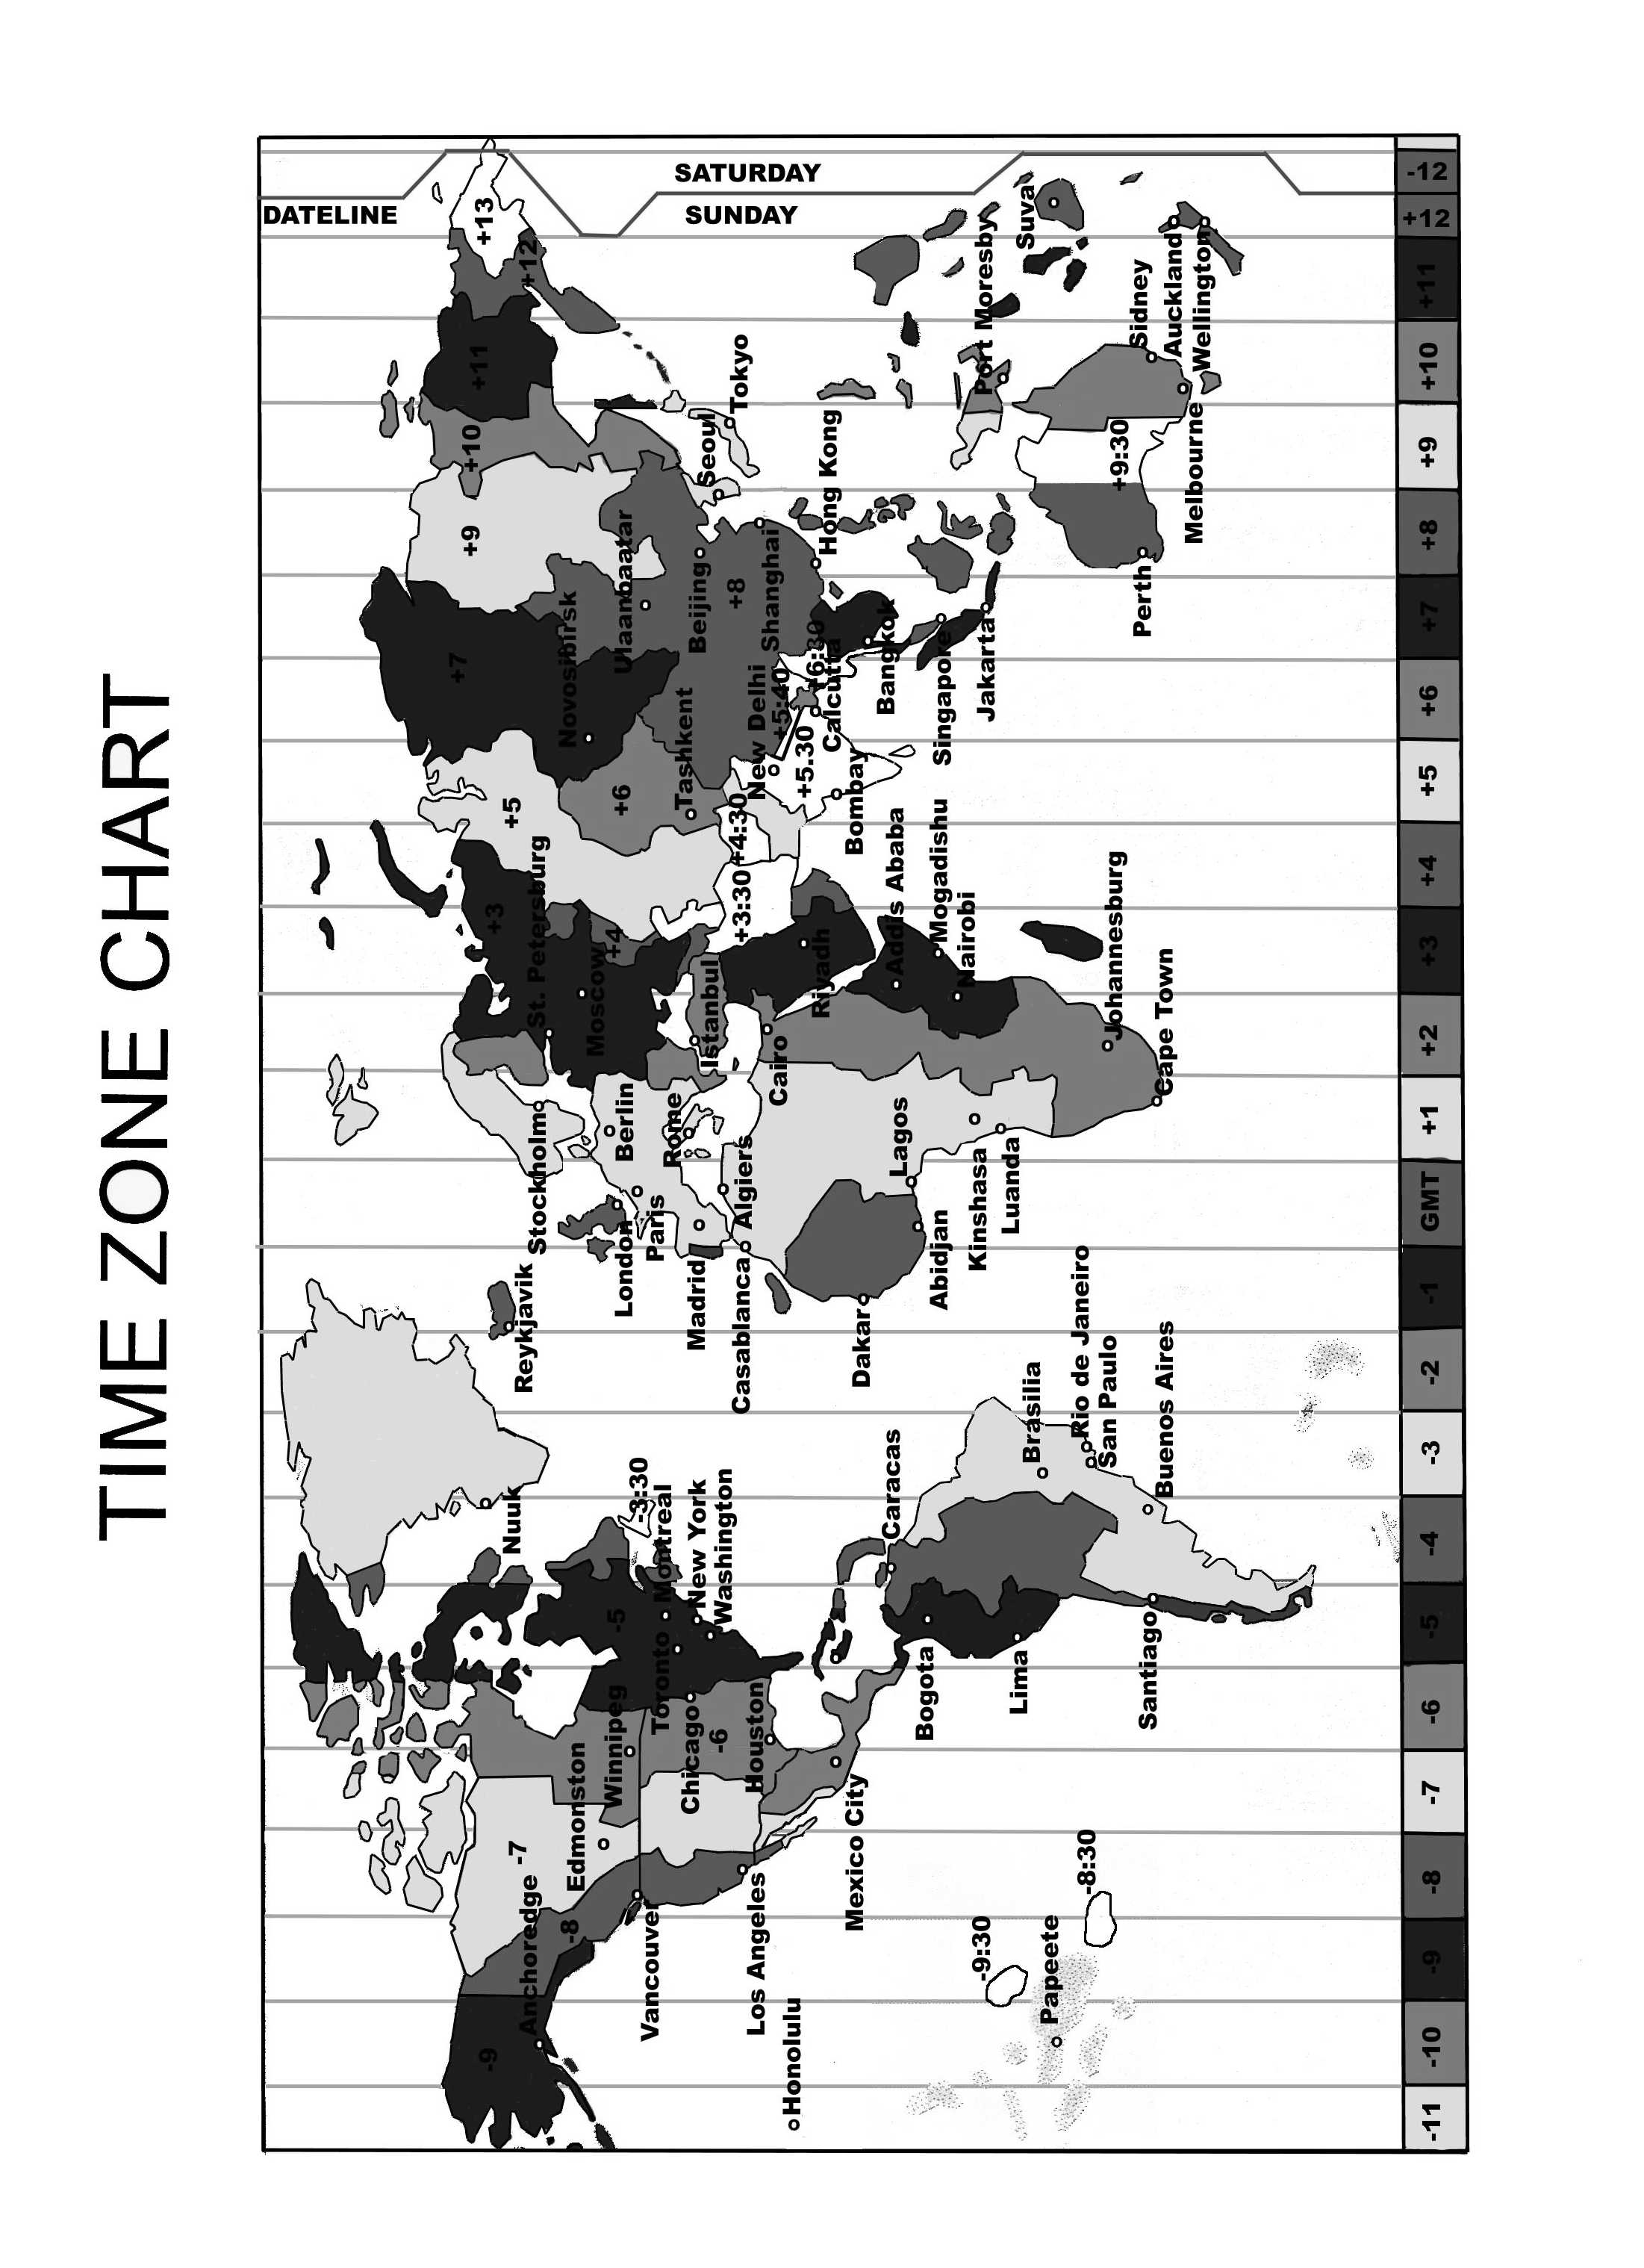 TIME ZONE CHART
DATELINE
SATURDAY
SUNDAY
+13
+12
+11
+10
+9
+7
+5
+3
+4
+6
+8
+3:30
+4:30
+5.30
+5:40
+6:30
+9:30
-3:30
-5
-6
-7
-8
-9
-9:30
-8:30
Anchoredge
Edmonston
Winnipeg
Vancouver
Los Angeles
Honolulu
Chicago
Houston
Toronto
Montreal
New York
Washington
Mexico City
Nuuk
Reykjavik
Caracas
Bogota
Lima
Santiago
Brasilia
Rio de Janeiro
San Paulo
Buenos Aires
Papeete
Stockholm
London
Paris
Berlin
Madrid
Rome
Casablanca
Algiers
Dakar
Abidjan
Lagos
Kinshasa
Luanda
Cairo
Istanbul
St. Petersburg
Moscow
Riyadh
Addis Ababa
Mogadishu
Nairobi
Johannesburg
Cape Town
Novosibirsk
Tashkent
Ulaanbaatar
Beijing
Shanghai
New Delhi
Calcutta
Bombay
Bangkok
Singapore
Jakarta
Hong Kong
Seoul
Tokyo
Perth
Melbourne
Sidney
Port Moresby
Suva
Auckland
Wellington
-11
-10
-9
-8
-7
-6
-5
-4
-3
-2
-1
GMT
+1
+2
+3
+4
+5
+6
+7
+8
+9
+10
+11
+12
-12